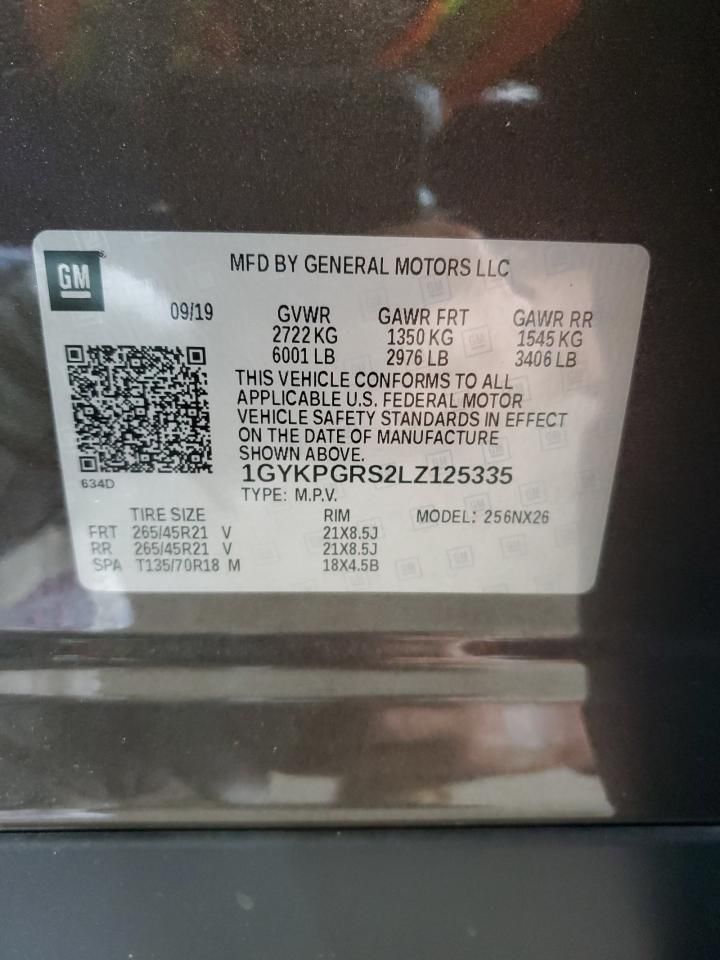 GM
MFD BY GENERAL MOTORS LLC
09/19 GVWR GAWR FRT GAWR RR
2722 KG 1350 KG 1545 KG
6001 LB 2976 LB 3406 LB
THIS VEHICLE CONFORMS TO ALL
APPLICABLE U.S. FEDERAL MOTOR
VEHICLE SAFETY STANDARDS IN EFFECT
ON THE DATE OF MANUFACTURE
SHOWN ABOVE.
634D
1GYKPGRS2LZ125335
TYPE: M.P.V.
TIRE SIZE RIM MODEL: 256NX26
FRT 265/45R21 V 21X8.5J
RR 265/45R21 V 21X8.5J
SPA T135/70R18 M 18X4.5B